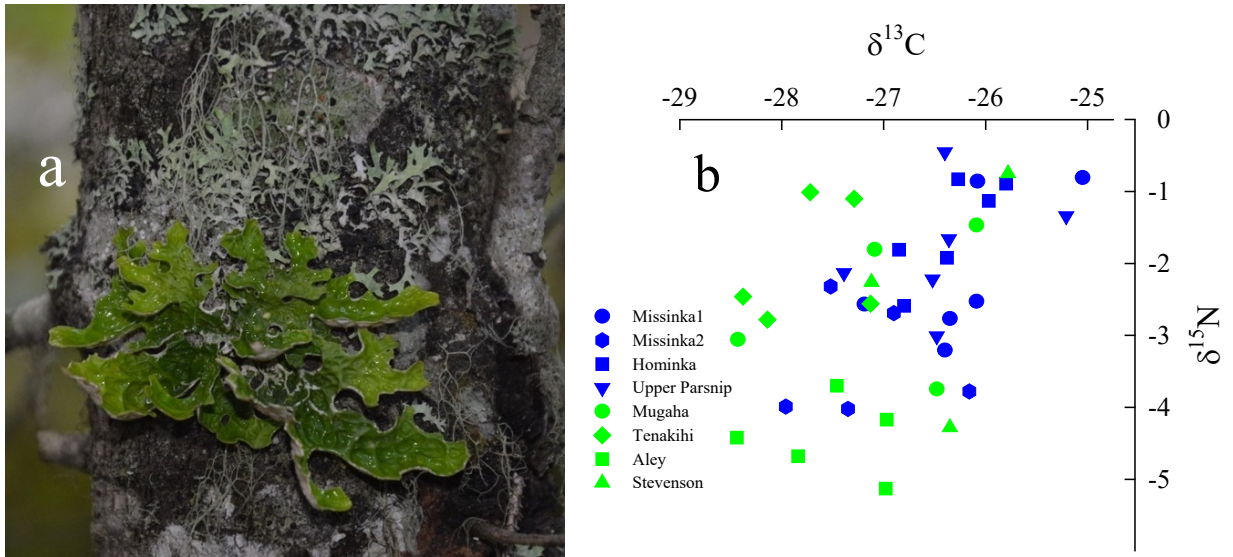 a
δ13C
-29 -28 -27 -26 -25
b
0
-1
-2
-3
-4
-5
δ15N
Missinka1
Missinka2
Hominka
Upper Parsnip
Mugaha
Tenakihi
Aley
Stevenson